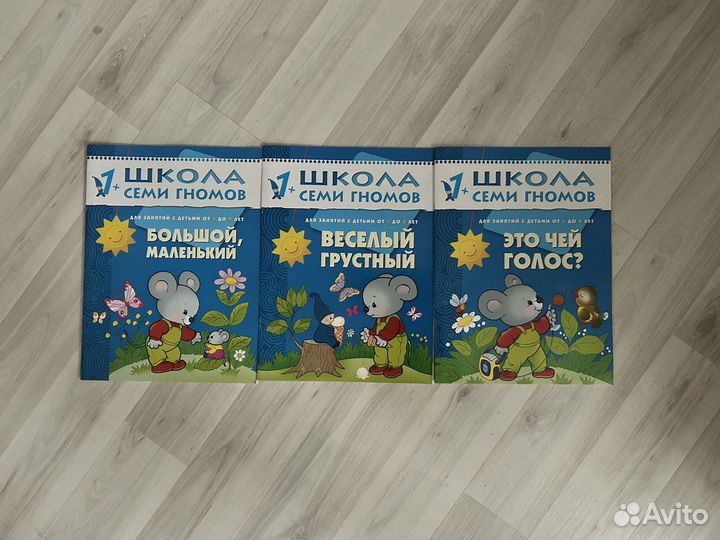 1+ ШКОЛА
СЕМИ ГНОМОВ
ДЛЯ ЗАНЯТИЙ С ДЕТЬМИ ОТ 1 ДО 2 ЛЕТ
БОЛЬШОЙ,
МАЛЕНЬКИЙ
1+ ШКОЛА
СЕМИ ГНОМОВ
ДЛЯ ЗАНЯТИЙ С ДЕТЬМИ ОТ 1 ДО 2 ЛЕТ
ВЕСЕЛЫЙ
ГРУСТНЫЙ
1+ ШКОЛА
СЕМИ ГНОМОВ
ДЛЯ ЗАНЯТИЙ С ДЕТЬМИ ОТ 1 ДО 2 ЛЕТ
ЭТО ЧЕЙ
ГОЛОС?
Avito